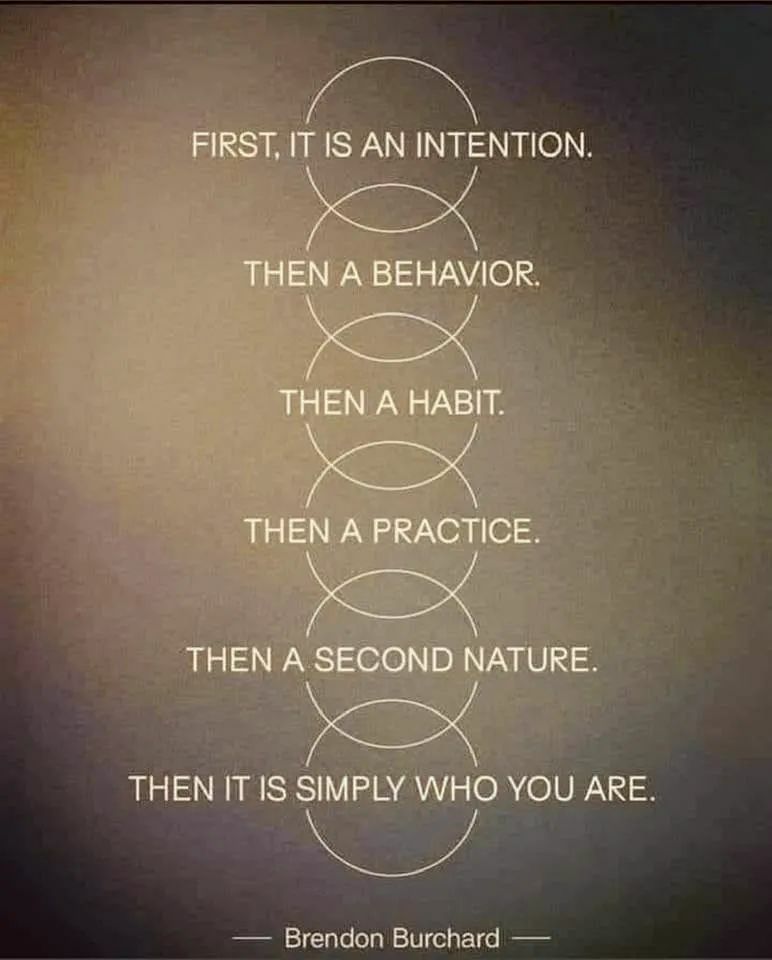 FIRST, IT IS AN INTENTION.
THEN A BEHAVIOR.
THEN A HABIT.
THEN A PRACTICE.
THEN A SECOND NATURE.
THEN IT IS SIMPLY WHO YOU ARE.
— Brendon Burchard —